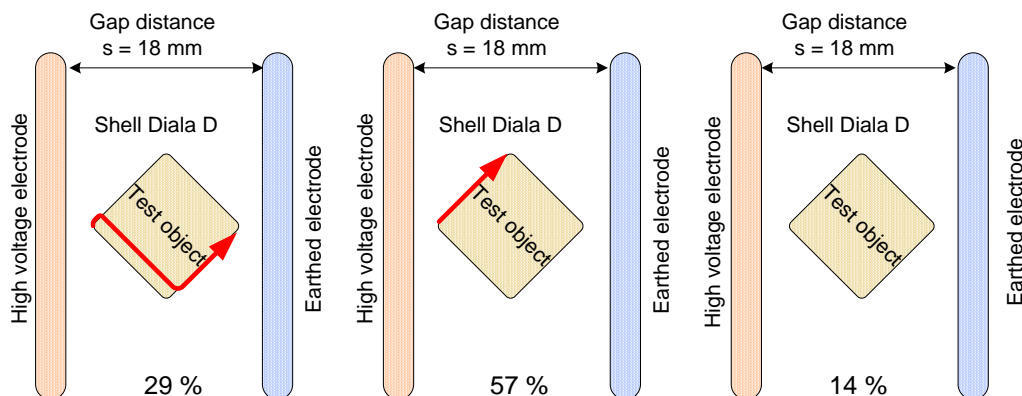 Gap distance
s = 18 mm
High voltage electrode
Shell Diala D
Test object
Earthed electrode
29 %
Gap distance
s = 18 mm
High voltage electrode
Shell Diala D
Test object
Earthed electrode
57 %
Gap distance
s = 18 mm
High voltage electrode
Shell Diala D
Test object
Earthed electrode
14 %